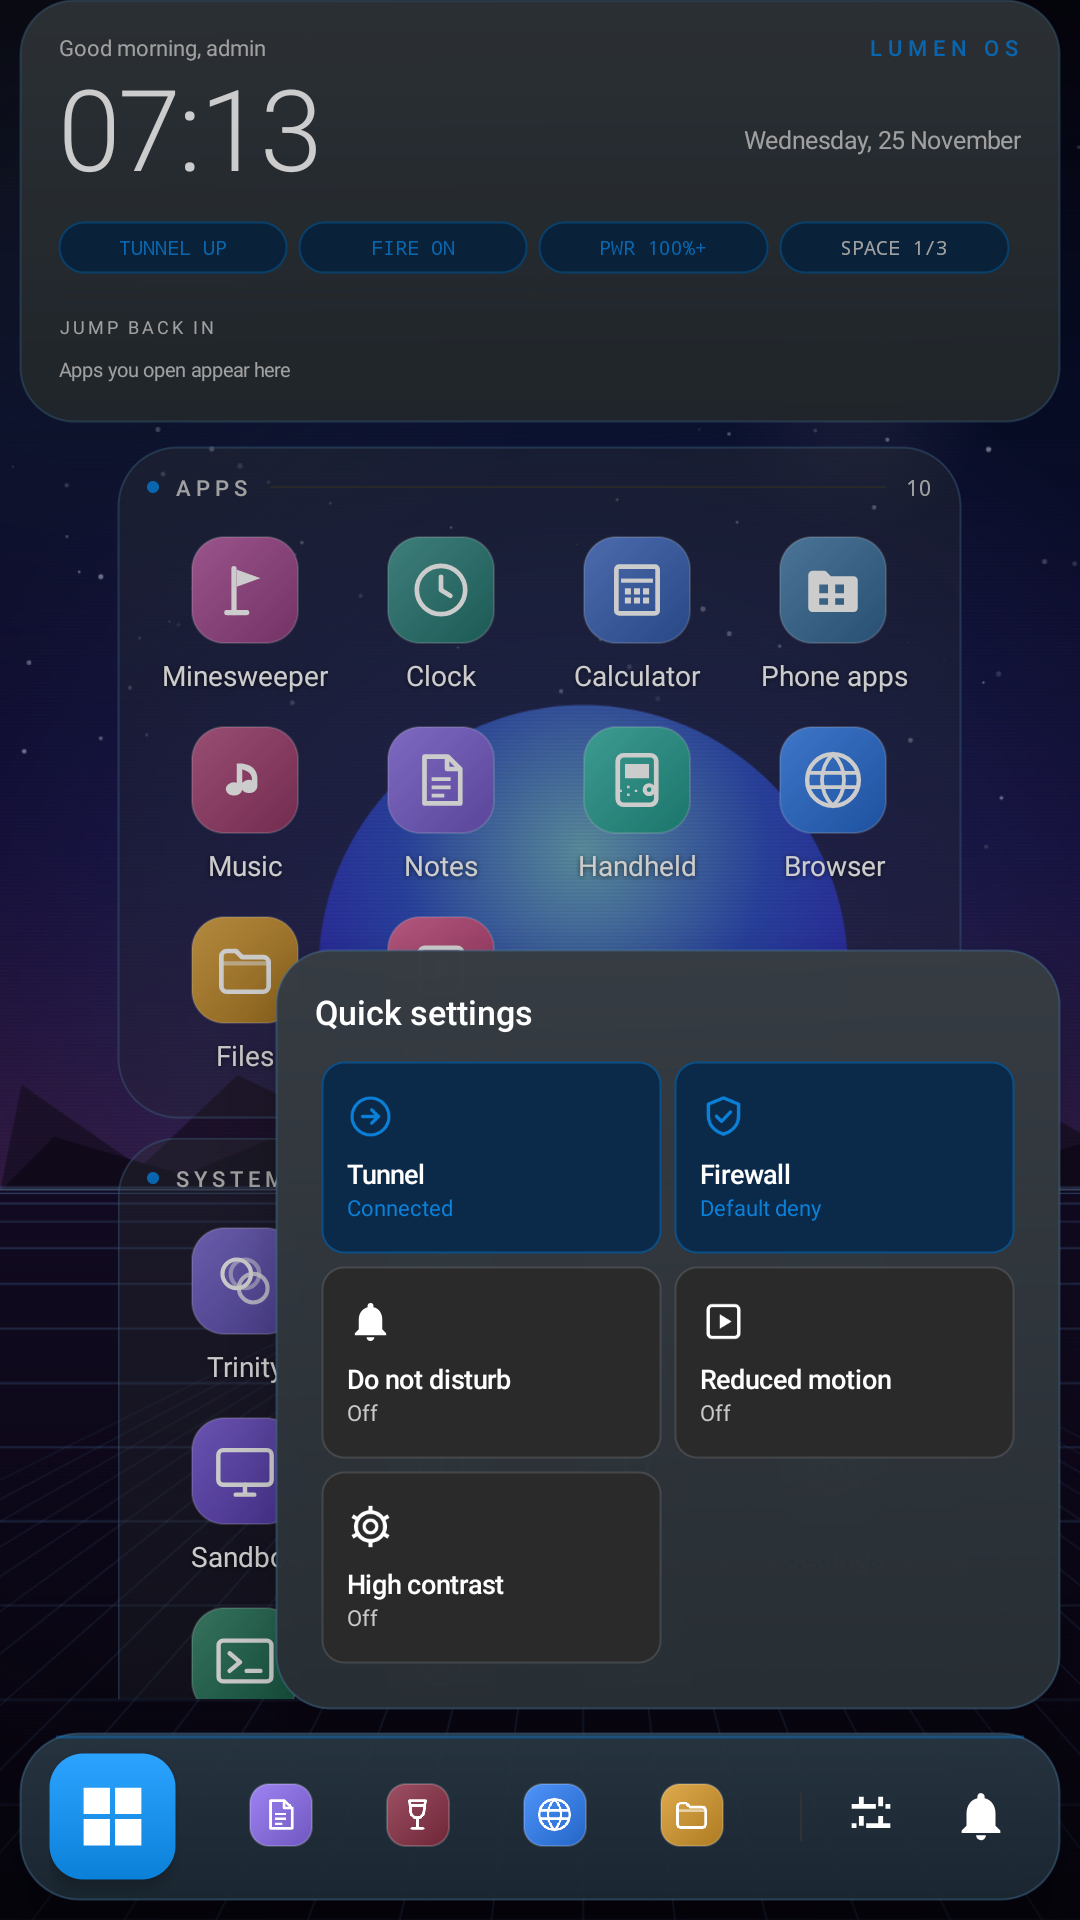 Good morning, admin
LUMEN OS
07:13
Wednesday, 25 November
TUNNEL UP
FIRE ON
PWR 100%+
SPACE 1/3
JUMP BACK IN
Apps you open appear here
APPS
10
Minesweeper
Clock
Calculator
Phone apps
Music
Notes
Handheld
Browser
Files
Quick settings
Tunnel
Connected
Firewall
Default deny
SYSTEM
Do not disturb
Off
Reduced motion
Off
Trinity
High contrast
Off
Sandbo